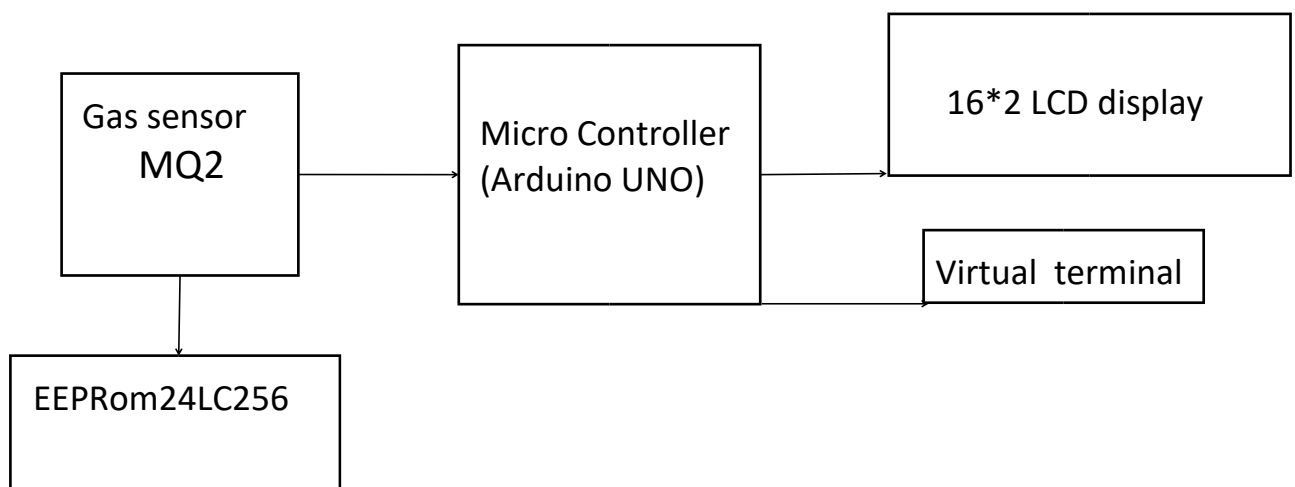 Gas sensor
MQ2
Micro Controller
(Arduino UNO)
16*2 LCD display
Virtual terminal
EEPRom24LC256